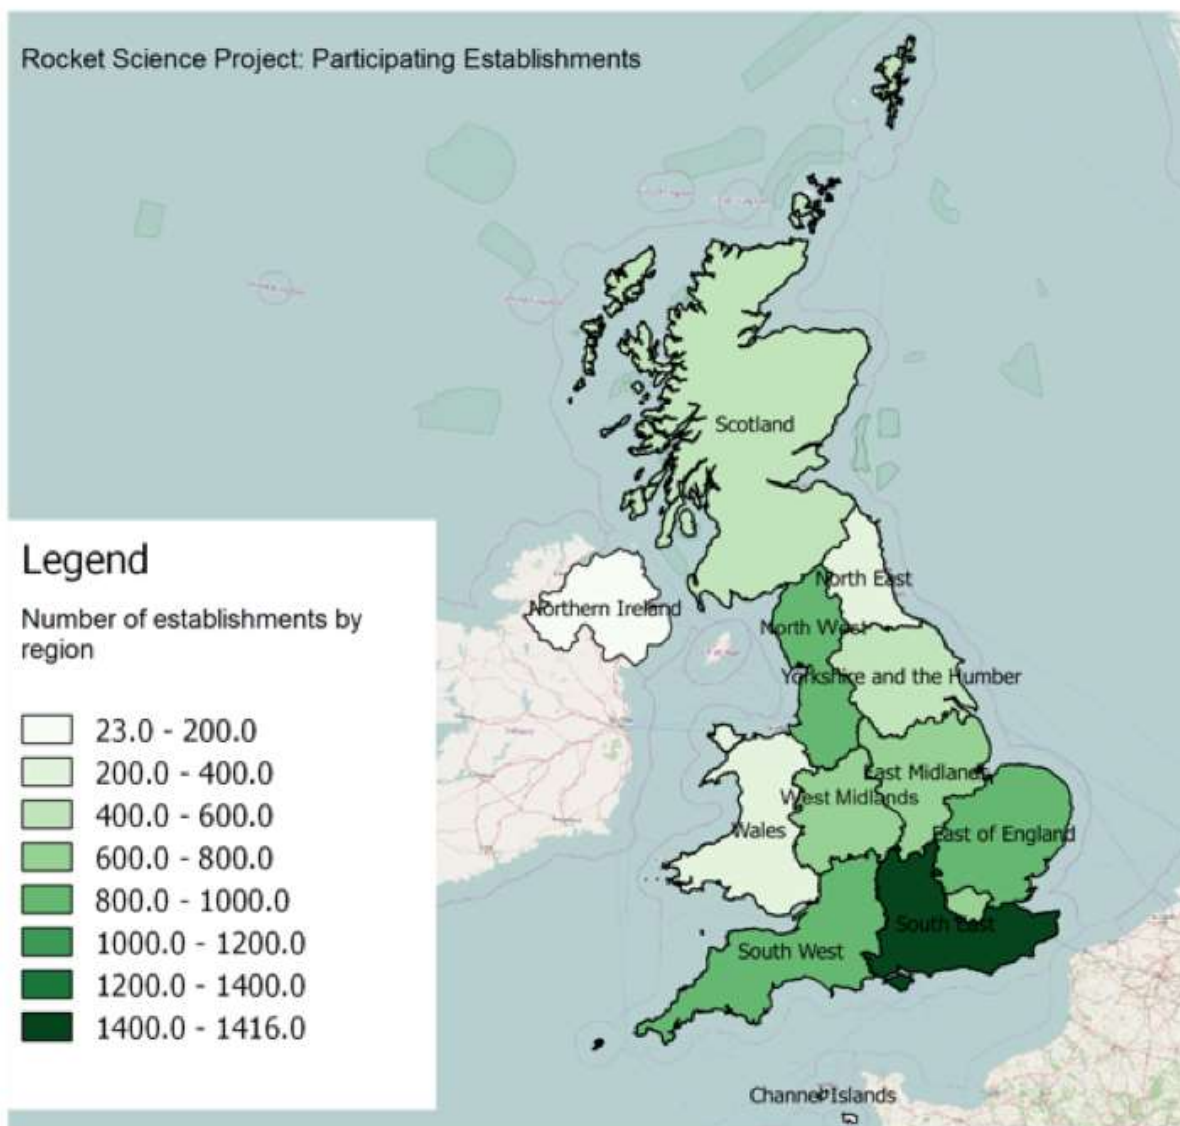 Rocket Science Project: Participating Establishments
Scotland
North East
Northern Ireland
North West
Yorkshire and the Humber
East Midlands
West Midlands
Wales
East of England
South East
South West
Channel Islands
Legend
Number of establishments by
region
23.0 - 200.0
200.0 - 400.0
400.0 - 600.0
600.0 - 800.0
800.0 - 1000.0
1000.0 - 1200.0
1200.0 - 1400.0
1400.0 - 1416.0